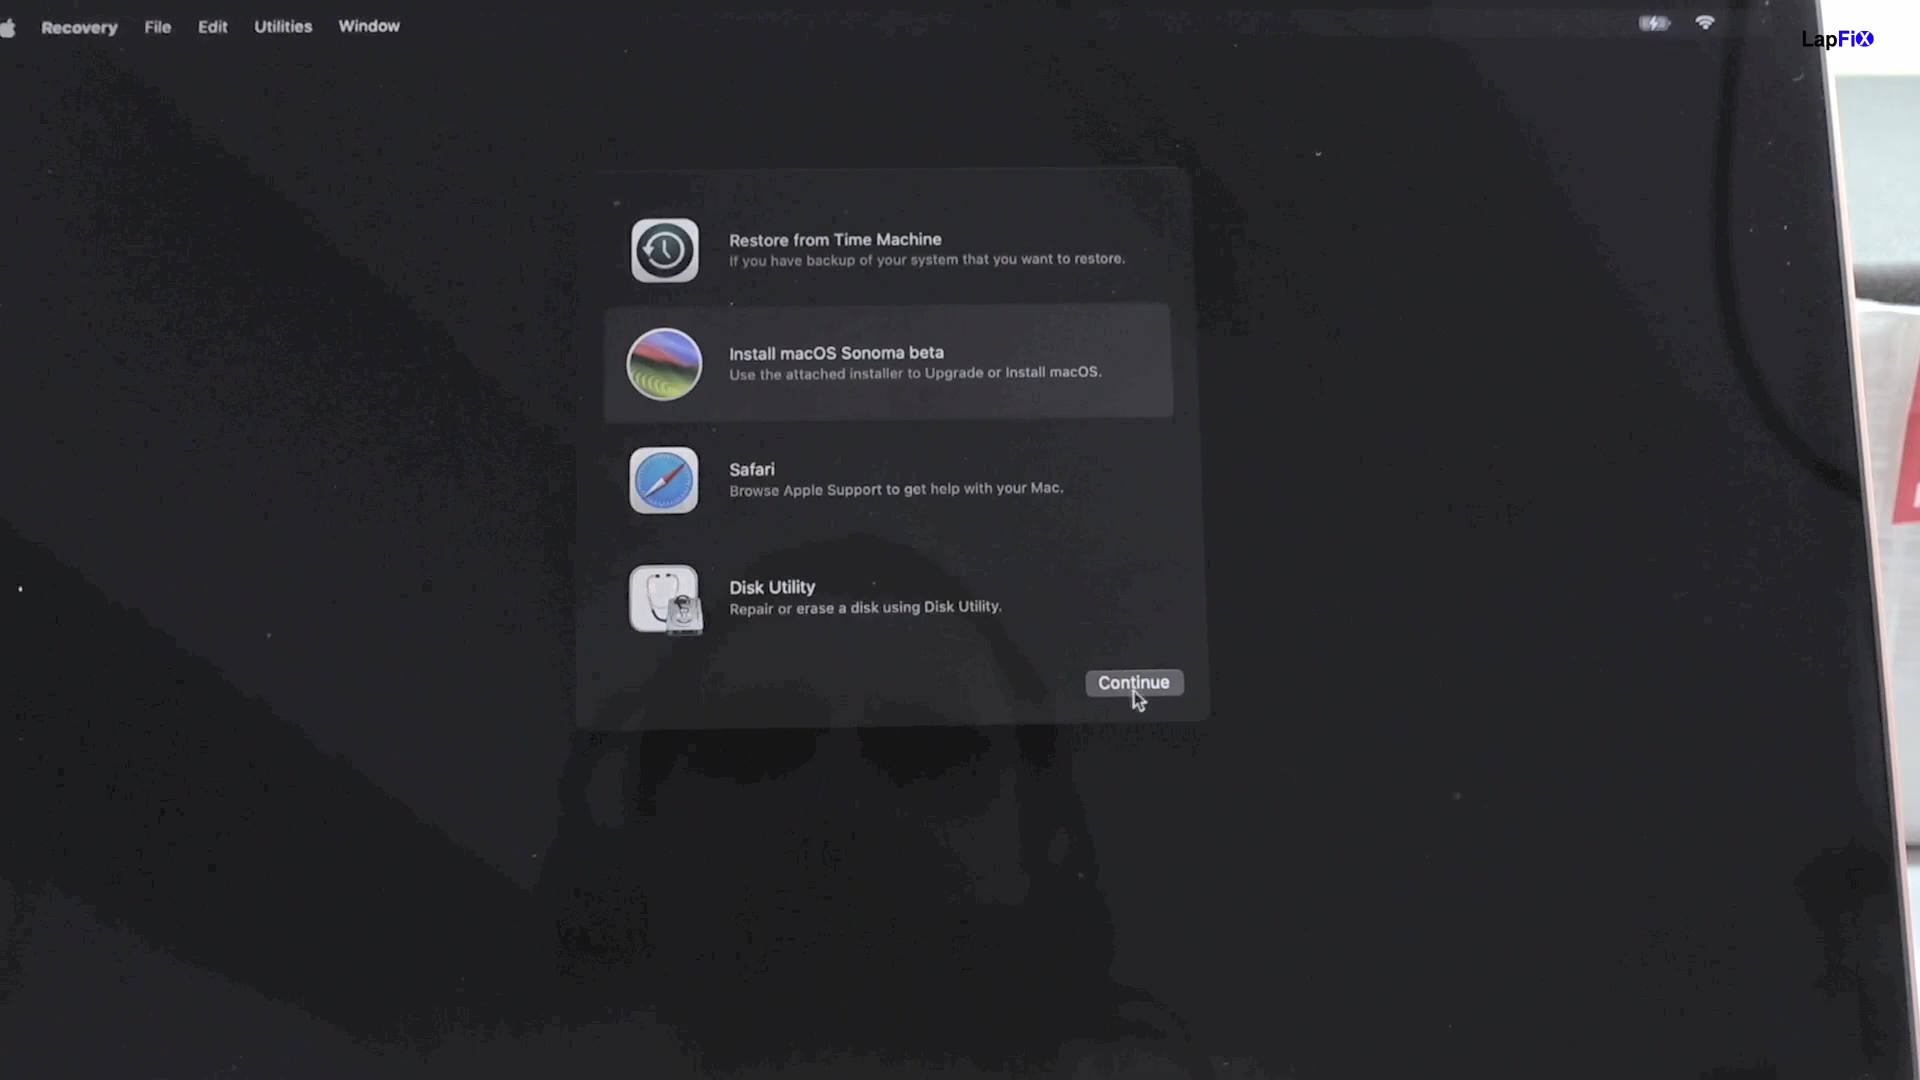 Recovery File Edit Utilities Window
LapFiX
Restore from Time Machine
If you have backup of your system that you want to restore.
Install macOS Sonoma beta
Use the attached installer to Upgrade or Install macOS.
Safari
Browse Apple Support to get help with your Mac.
Disk Utility
Repair or erase a disk using Disk Utility.
Continue